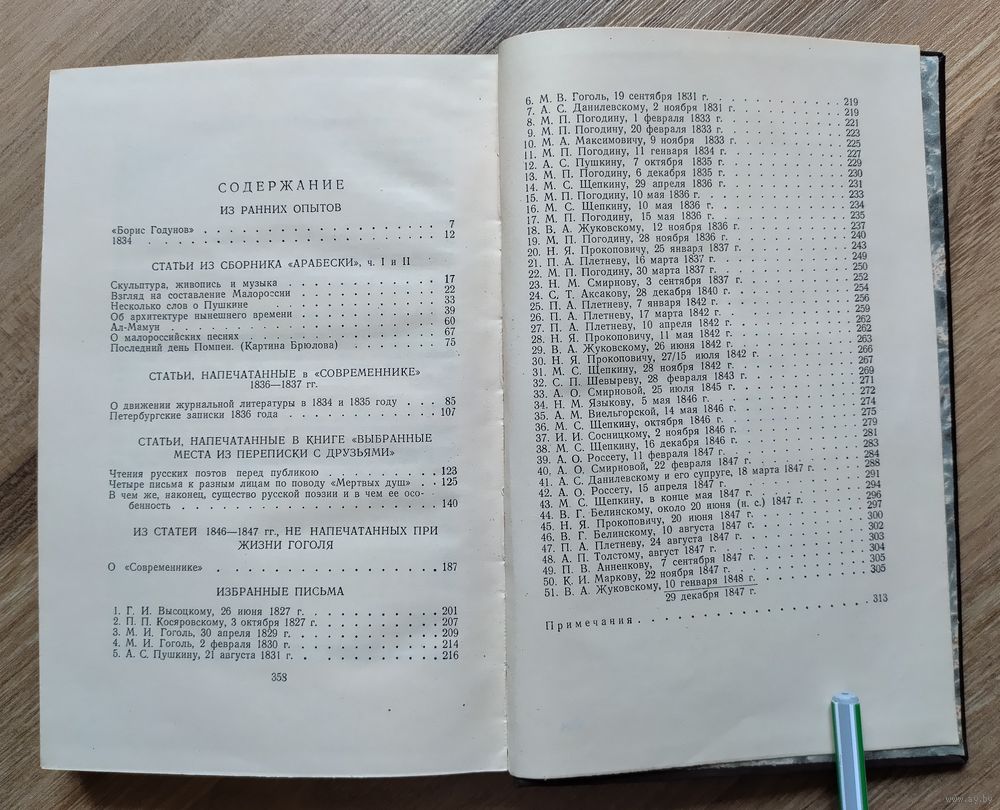 СОДЕРЖАНИЕ
ИЗ РАННИХ ОПЫТОВ
«Борис Годунов» . . . . . . . . . . 7
1834 . . . . . . . . . . 12
СТАТЬИ ИЗ СБОРНИКА «АРАБЕСКИ», ч. I и II
Скульптура, живопись и музыка . . . . . . . . . . 17
Взгляд на составление Малороссии . . . . . . . . . . 22
Несколько слов о Пушкине . . . . . . . . . . 33
Об архитектуре нынешнего времени . . . . . . . . . . 39
Ал-Мамун . . . . . . . . . . 60
О малороссийских песнях . . . . . . . . . . 67
Последний день Помпеи. (Картина Брюлова) . . . . . . . 75
СТАТЬИ, НАПЕЧАТАННЫЕ в «СОВРЕМЕННИКЕ»
1836—1837 гг.
О движении журнальной литературы в 1834 и 1835 году . . . 85
Петербургские записки 1836 года . . . . . . . . . . 107
СТАТЬИ, НАПЕЧАТАННЫЕ В КНИГЕ «ВЫБРАННЫЕ
МЕСТА ИЗ ПЕРЕПИСКИ С ДРУЗЬЯМИ»
Чтения русских поэтов перед публикою . . . . . . . . 123
Четыре письма к разным лицам по поводу «Мертвых душ» . . 125
В чем же, наконец, существо русской поэзии и в чем ее осо-
бенность . . . . . . . . . . 140
ИЗ СТАТЕЙ 1846—1847 гг., НЕ НАПЕЧАТАННЫХ ПРИ
ЖИЗНИ ГОГОЛЯ
О «Современнике» . . . . . . . . . . 187
ИЗБРАННЫЕ ПИСЬМА
1. Г. И. Высоцкому, 26 июня 1827 г. . . . . . . . . . 201
2. П. П. Косяровскому, 3 октября 1827 г. . . . . . . . . . 207
3. М. И. Гоголь, 30 апреля 1829 г. . . . . . . . . . 209
4. М. И. Гоголь, 2 февраля 1830 г. . . . . . . . . . 214
5. А. С. Пушкину, 21 августа 1831 г. . . . . . . . . . 216
358
6. М. В. Гоголь, 19 сентября 1831 г. . . . . . . . . . 219
7. А. С. Данилевскому, 2 ноября 1831 г. . . . . . . . . . 219
8. М. П. Погодину, 1 февраля 1833 г. . . . . . . . . . 221
9. М. П. Погодину, 20 февраля 1833 г. . . . . . . . . . 223
10. М. А. Максимовичу, 9 ноября 1833 г. . . . . . . . . . 225
11. М. П. Погодину, 11 генваря 1834 г. . . . . . . . . . 227
12. А. С. Пушкину, 7 октября 1835 г. . . . . . . . . . 229
13. М. П. Погодину, 6 декабря 1835 г. . . . . . . . . . 230
14. М. С. Щепкину, 29 апреля 1836 г. . . . . . . . . . 231
15. М. П. Погодину, 10 мая 1836 г. . . . . . . . . . 233
16. М. С. Щепкину, 10 мая 1836 г. . . . . . . . . . 234
17. М. П. Погодину, 15 мая 1836 г. . . . . . . . . . 235
18. В. А. Жуковскому, 12 ноября 1836 г. . . . . . . . . . 237
19. М. П. Погодину, 28 ноября 1836 г. . . . . . . . . . 240
20. Н. Я. Прокоповичу, 25 января 1837 г. . . . . . . . . . 243
21. П. А. Плетневу, 16 марта 1837 г. . . . . . . . . . 249
22. М. П. Погодину, 30 марта 1837 г. . . . . . . . . . 250
23. Н. М. Смирнову, 3 сентября 1837 г. . . . . . . . . . 252
24. С. Т. Аксакову, 28 декабря 1840 г. . . . . . . . . . 254
25. П. А. Плетневу, 7 января 1842 г. . . . . . . . . . 256
26. П. А. Плетневу, 17 марта 1842 г. . . . . . . . . . 259
27. П. А. Плетневу, 10 апреля 1842 г. . . . . . . . . . 262
28. Н. Я. Прокоповичу, 11 мая 1842 г. . . . . . . . . . 262
29. В. А. Жуковскому, 26 июня 1842 г. . . . . . . . . . 263
30. Н. Я. Прокоповичу, 27/15 июля 1842 г. . . . . . . . . . 266
31. М. С. Щепкину, 28 ноября 1842 г. . . . . . . . . . 267
32. С. П. Шевыреву, 28 февраля 1843 г. . . . . . . . . . 269
33. А. О. Смирновой, 25 июля 1845 г. . . . . . . . . . 271
34. Н. М. Языкову, 5 мая 1846 г. . . . . . . . . . 272
35. А. М. Виельгорской, 14 мая 1846 г. . . . . . . . . . 274
36. М. С. Щепкину, октября 1846 г. . . . . . . . . . 275
37. И. И. Сосницкому, 2 ноября 1846 г. . . . . . . . . . 279
38. М. С. Щепкину, 16 декабря 1846 г. . . . . . . . . . 281
39. А. О. Россету, 11 февраля 1847 г. . . . . . . . . . 283
40. А. О. Смирновой, 22 февраля 1847 г. . . . . . . . . . 284
41. А. С. Данилевскому и его супруге, 18 марта 1847 г. . . . 288
42. А. О. Россету, 15 апреля 1847 г. . . . . . . . . . 291
43. М. С. Щепкину, в конце мая 1847 г. . . . . . . . . . 294
44. В. Г. Белинскому, около 20 июня (н. с.) 1847 г. . . . . 296
45. Н. Я. Прокоповичу, 20 июня 1847 г. . . . . . . . . . 297
46. В. Г. Белинскому, 10 августа 1847 г. . . . . . . . . . 300
47. П. А. Плетневу, 24 августа 1847 г. . . . . . . . . . 302
48. А. П. Толстому, август 1847 г. . . . . . . . . . 303
49. П. В. Анненкову, 7 сентября 1847 г. . . . . . . . . . 304
50. К. И. Маркову, 22 ноября 1847 г. . . . . . . . . . 305
51. В. А. Жуковскому, 10 генваря 1848 г. . . . . . . . . . 305
29 декабря 1847 г.
Примечания . . . . . . . . . . 313
www.ay.by